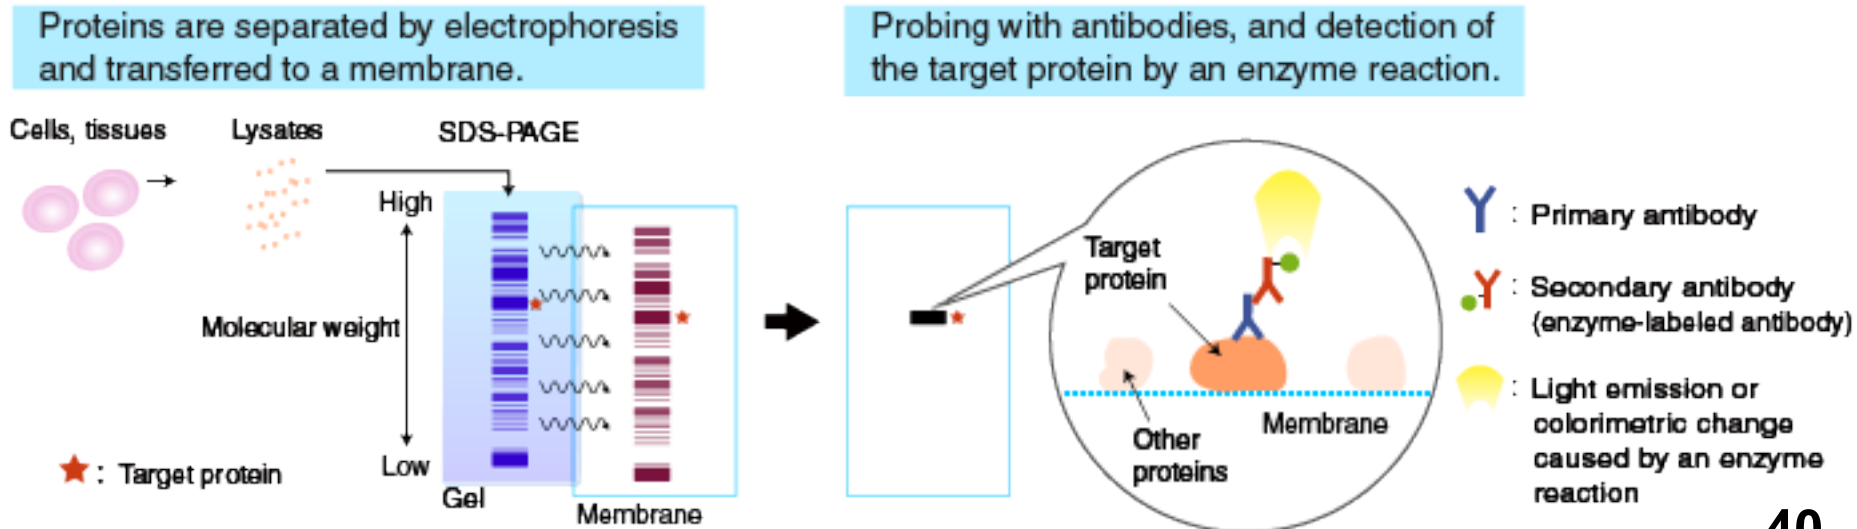 Proteins are separated by electrophoresis
and transferred to a membrane.
Probing with antibodies, and detection of
the target protein by an enzyme reaction.
Cells, tissues
Lysates
SDS-PAGE
High
Molecular weight
Low
Gel
Membrane
: Target protein
Target
protein
Other
proteins
Membrane
: Primary antibody
: Secondary antibody
(enzyme-labeled antibody)
: Light emission or
colorimetric change
caused by an enzyme
reaction
40